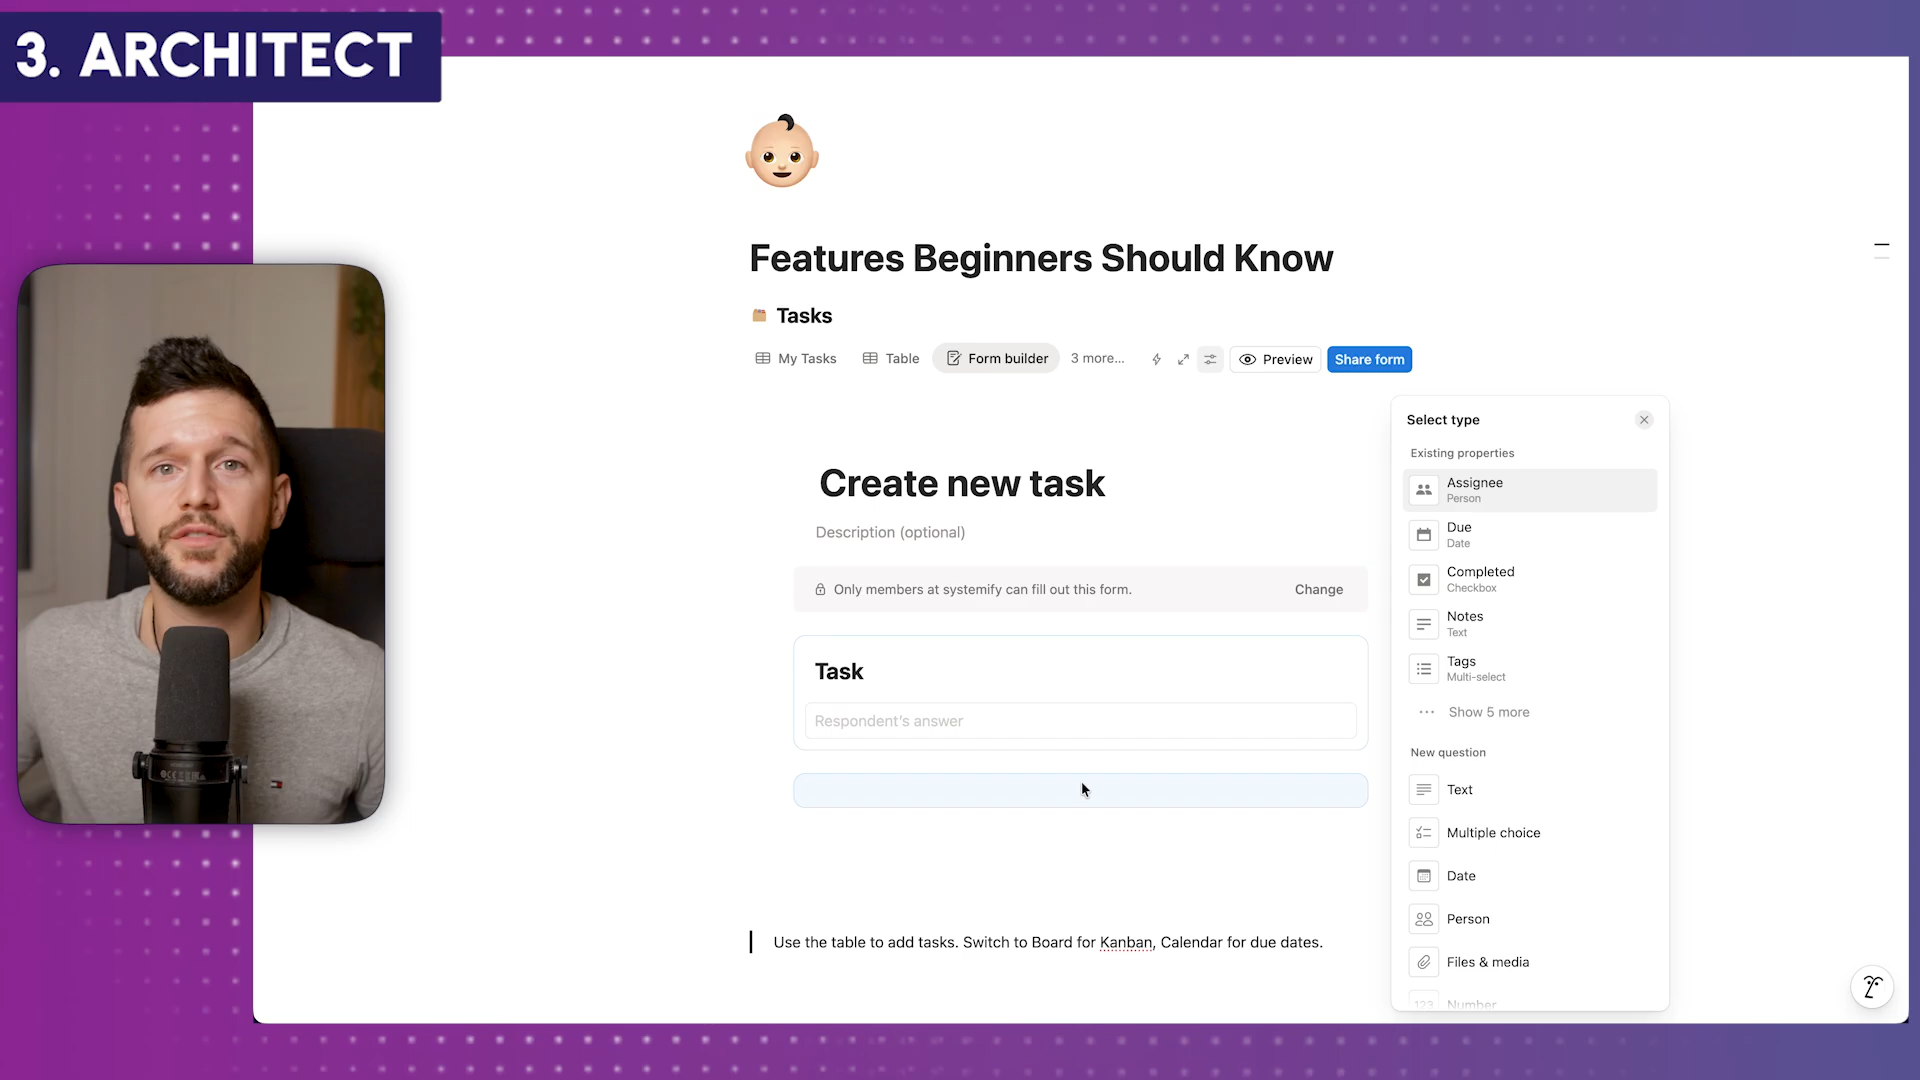 3. ARCHITECT
Features Beginners Should Know
Tasks
My Tasks
Table
Form builder
3 more...
Preview
Share form
Create new task
Description (optional)
Only members at systemify can fill out this form.
Change
Task
Respondent's answer
Use the table to add tasks. Switch to Board for Kanban, Calendar for due dates.
Select type
Existing properties
Assignee
Person
Due
Date
Completed
Checkbox
Notes
Text
Tags
Multi-select
Show 5 more
New question
Text
Multiple choice
Date
Person
Files & media
123 Number